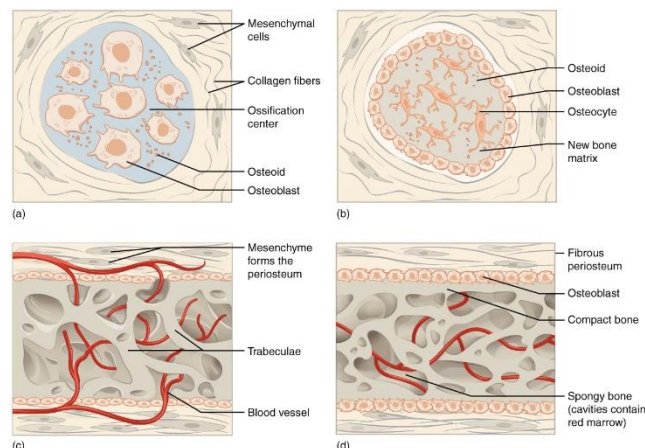 Mesenchymal
cells
Collagen fibers
Ossification
center
Osteoid
Osteoblast
(a)
Osteoid
Osteoblast
Osteocyte
New bone
matrix
(b)
Mesenchyme
forms the
periosteum
Trabeculae
Blood vessel
(c)
Fibrous
periosteum
Osteoblast
Compact bone
Spongy bone
(cavities contain
red marrow)
(d)